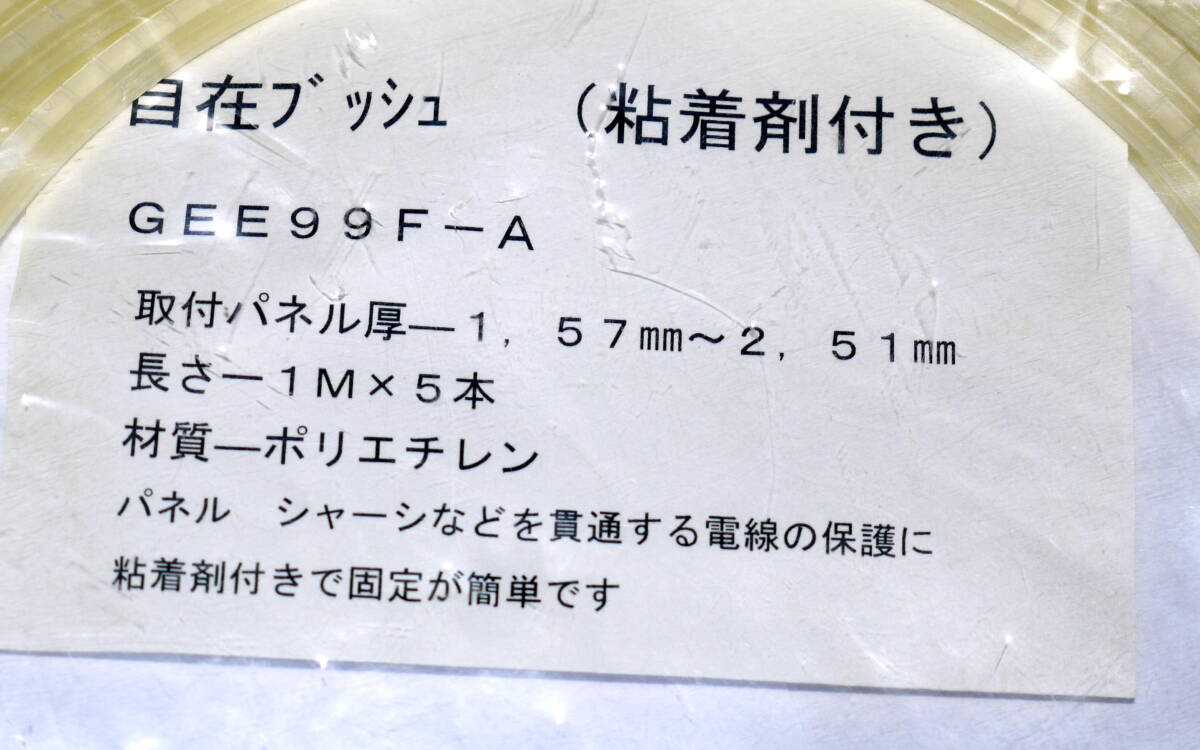 自在ﾌﾞｯｼｭ　　（粘着剤付き）
ＧＥＥ９９Ｆ－Ａ
取付パネル厚―１，５７㎜～２，５１㎜
長さ―１Ｍ×５本
材質―ポリエチレン
パネル　シャーシなどを貫通する電線の保護に
粘着剤付きで固定が簡単です